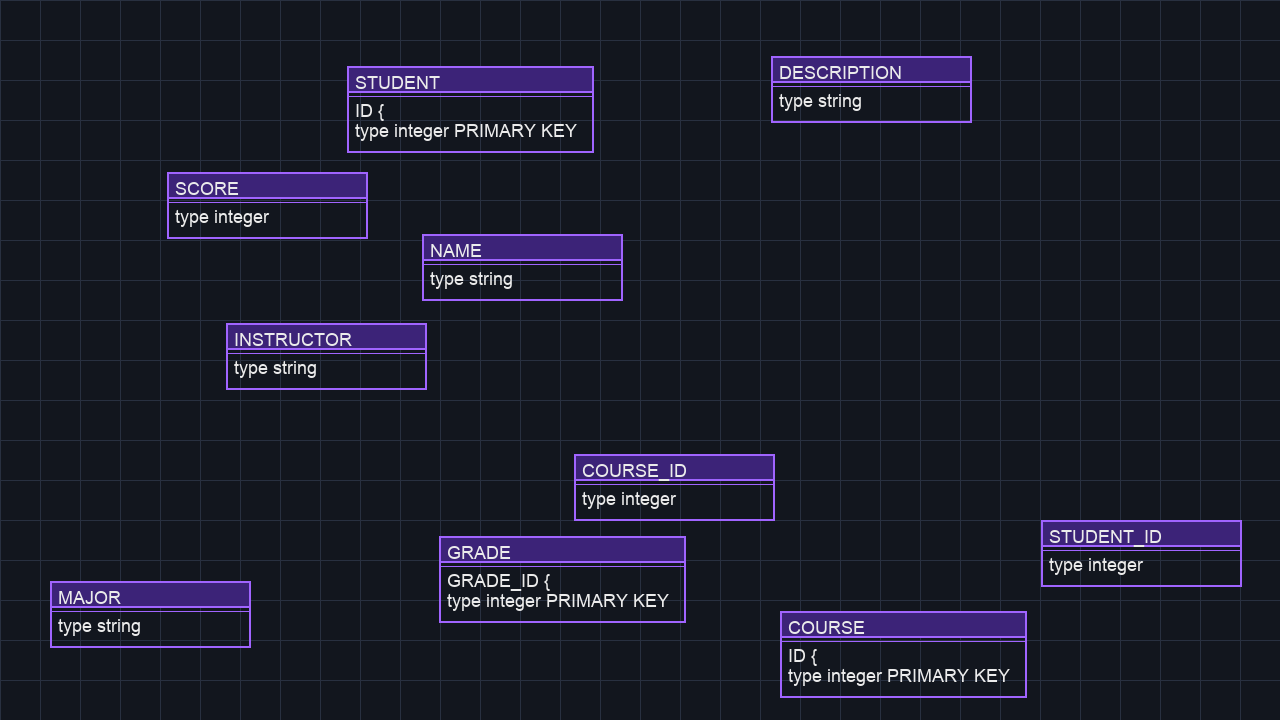 STUDENT
ID {
type integer PRIMARY KEY
DESCRIPTION
type string
SCORE
type integer
NAME
type string
INSTRUCTOR
type string
COURSE_ID
type integer
STUDENT_ID
type integer
GRADE
GRADE_ID {
type integer PRIMARY KEY
MAJOR
type string
COURSE
ID {
type integer PRIMARY KEY